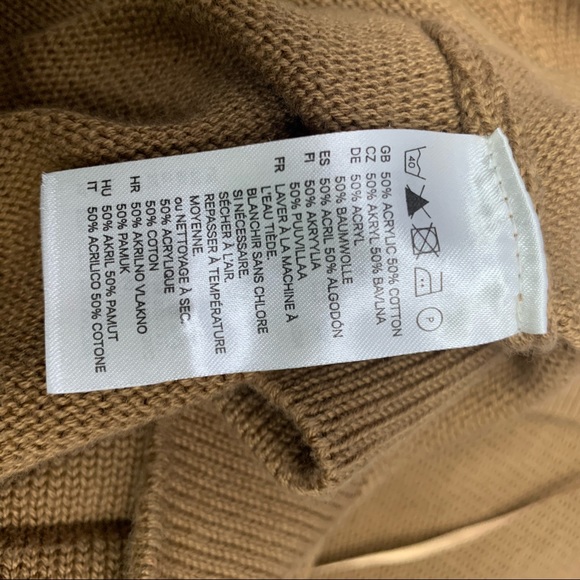 40
P
GB 50% ACRYLIC 50% COTTON
CZ 50% AKRYL 50% BAVLNA
DE 50% ACRYL
50% BAUMWOLLE
ES 50% ACRIL 50% ALGODÓN
FI 50% AKRYYLIA
50% PUUVILLAA
FR LAVER À LA MACHINE À
L'EAU TIÈDE.
BLANCHIR SANS CHLORE
SI NÉCESSAIRE.
SÉCHER À L'AIR.
REPASSER À TEMPÉRATURE
MOYENNE.
ou NETTOYAGE À SEC.
50% ACRYLIQUE
50% COTON
HR 50% AKRILNO VLAKNO
50% PAMUK
HU 50% AKRIL 50% PAMUT
IT 50% ACRILICO 50% COTONE